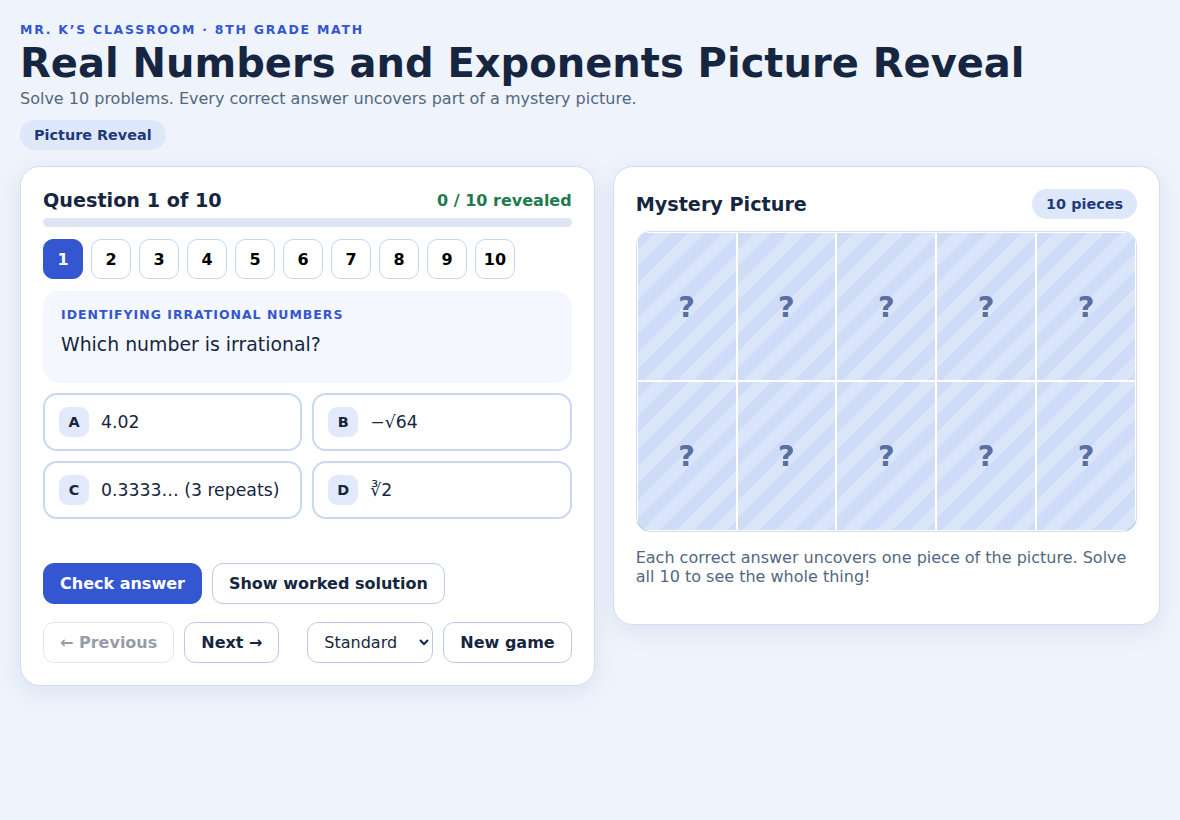 MR. K’S CLASSROOM · 8TH GRADE MATH
Real Numbers and Exponents Picture Reveal
Solve 10 problems. Every correct answer uncovers part of a mystery picture.
Picture Reveal
Question 1 of 10
0 / 10 revealed
1 2 3 4 5 6 7 8 9 10
IDENTIFYING IRRATIONAL NUMBERS
Which number is irrational?
A 4.02
B −√64
C 0.3333… (3 repeats)
D ∛2
Check answer
Show worked solution
← Previous
Next →
Standard
New game
Mystery Picture
10 pieces
? ? ? ? ?
? ? ? ? ?
Each correct answer uncovers one piece of the picture. Solve
all 10 to see the whole thing!